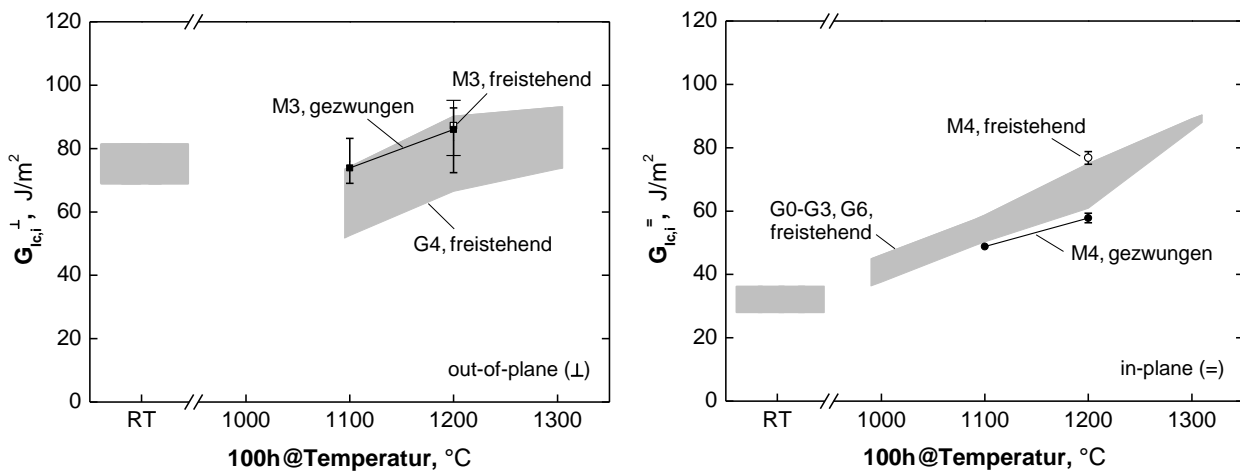 120
100
80
60
40
20
0
G_Ic,i^⊥, J/m²
M3, freistehend
M3, gezwungen
G4, freistehend
out-of-plane (⊥)
RT
1000
1100
1200
1300
100h@Temperatur, °C
120
100
80
60
40
20
0
G_Ic,i^=, J/m²
M4, freistehend
G0-G3, G6,
freistehend
M4, gezwungen
in-plane (=)
RT
1000
1100
1200
1300
100h@Temperatur, °C